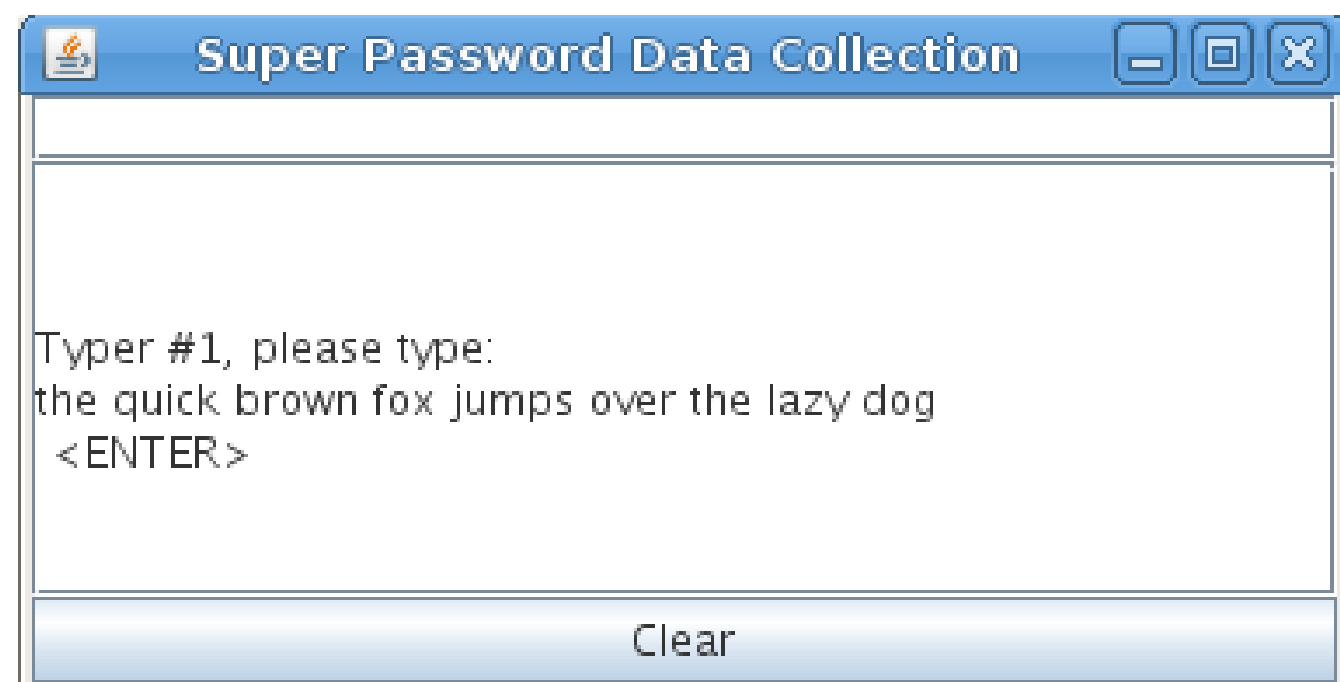 Super Password Data Collection
Typer #1, please type:
the quick brown fox jumps over the lazy dog
<ENTER>
Clear